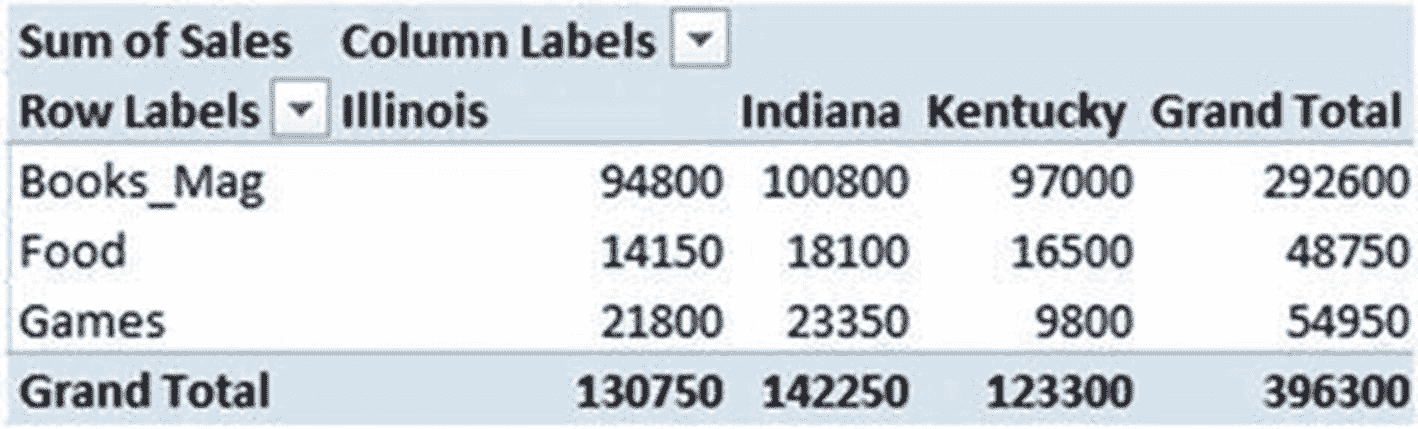 Sum of Sales Column Labels
Row Labels Illinois Indiana Kentucky Grand Total
Books_Mag 94800 100800 97000 292600
Food 14150 18100 16500 48750
Games 21800 23350 9800 54950
Grand Total 130750 142250 123300 396300